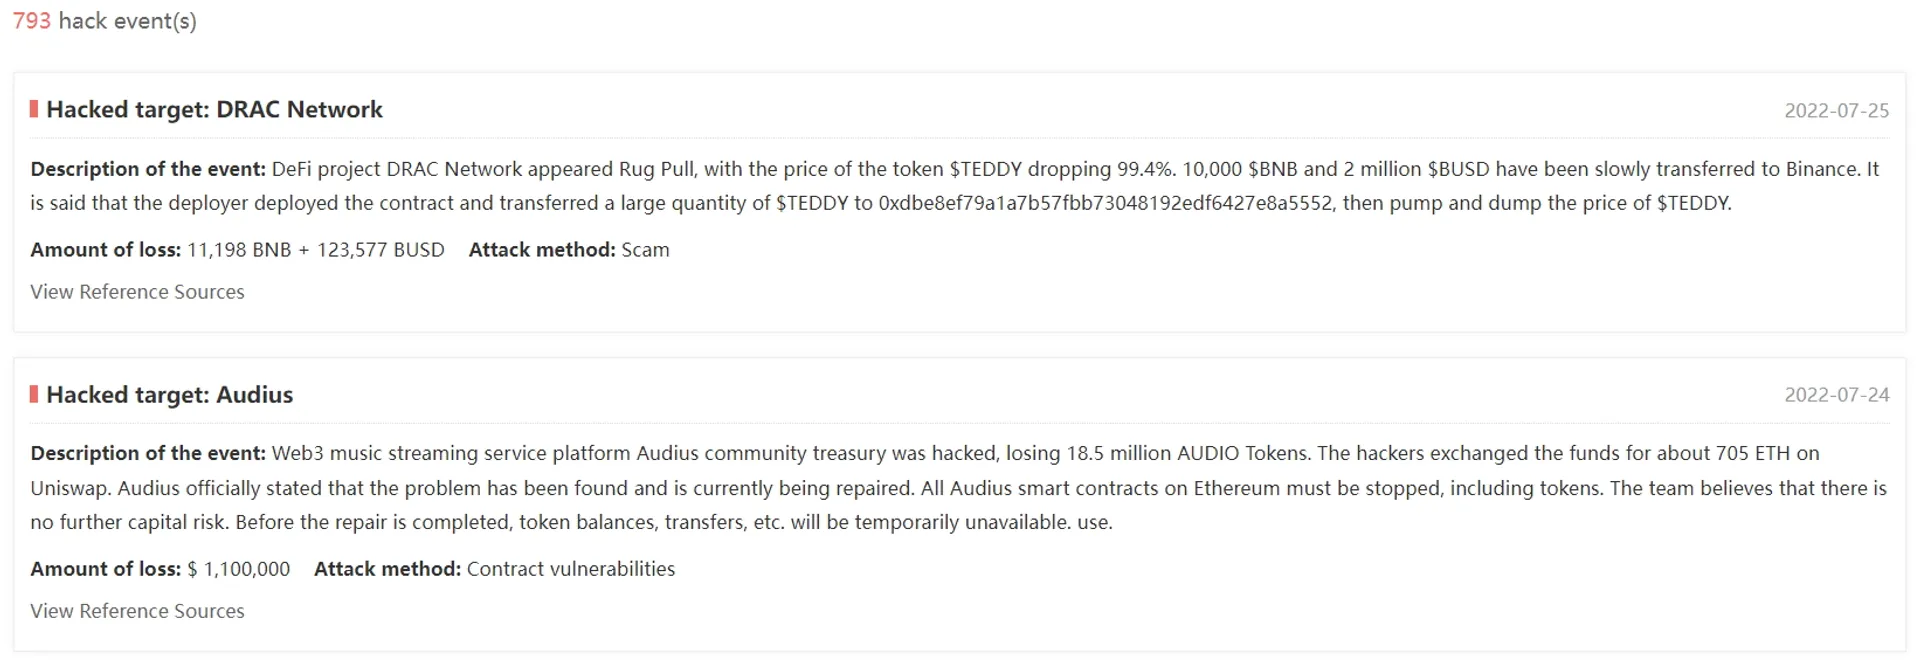 793 hack event(s)
Hacked target: DRAC Network
2022-07-25
Description of the event: DeFi project DRAC Network appeared Rug Pull, with the price of the token $TEDDY dropping 99.4%. 10,000 $BNB and 2 million $BUSD have been slowly transferred to Binance. It
is said that the deployer deployed the contract and transferred a large quantity of $TEDDY to 0xdbe8ef79a1a7b57fbb73048192edf6427e8a5552, then pump and dump the price of $TEDDY.
Amount of loss: 11,198 BNB + 123,577 BUSD Attack method: Scam
View Reference Sources
Hacked target: Audius
2022-07-24
Description of the event: Web3 music streaming service platform Audius community treasury was hacked, losing 18.5 million AUDIO Tokens. The hackers exchanged the funds for about 705 ETH on
Uniswap. Audius officially stated that the problem has been found and is currently being repaired. All Audius smart contracts on Ethereum must be stopped, including tokens. The team believes that there is
no further capital risk. Before the repair is completed, token balances, transfers, etc. will be temporarily unavailable. use.
Amount of loss: $ 1,100,000 Attack method: Contract vulnerabilities
View Reference Sources